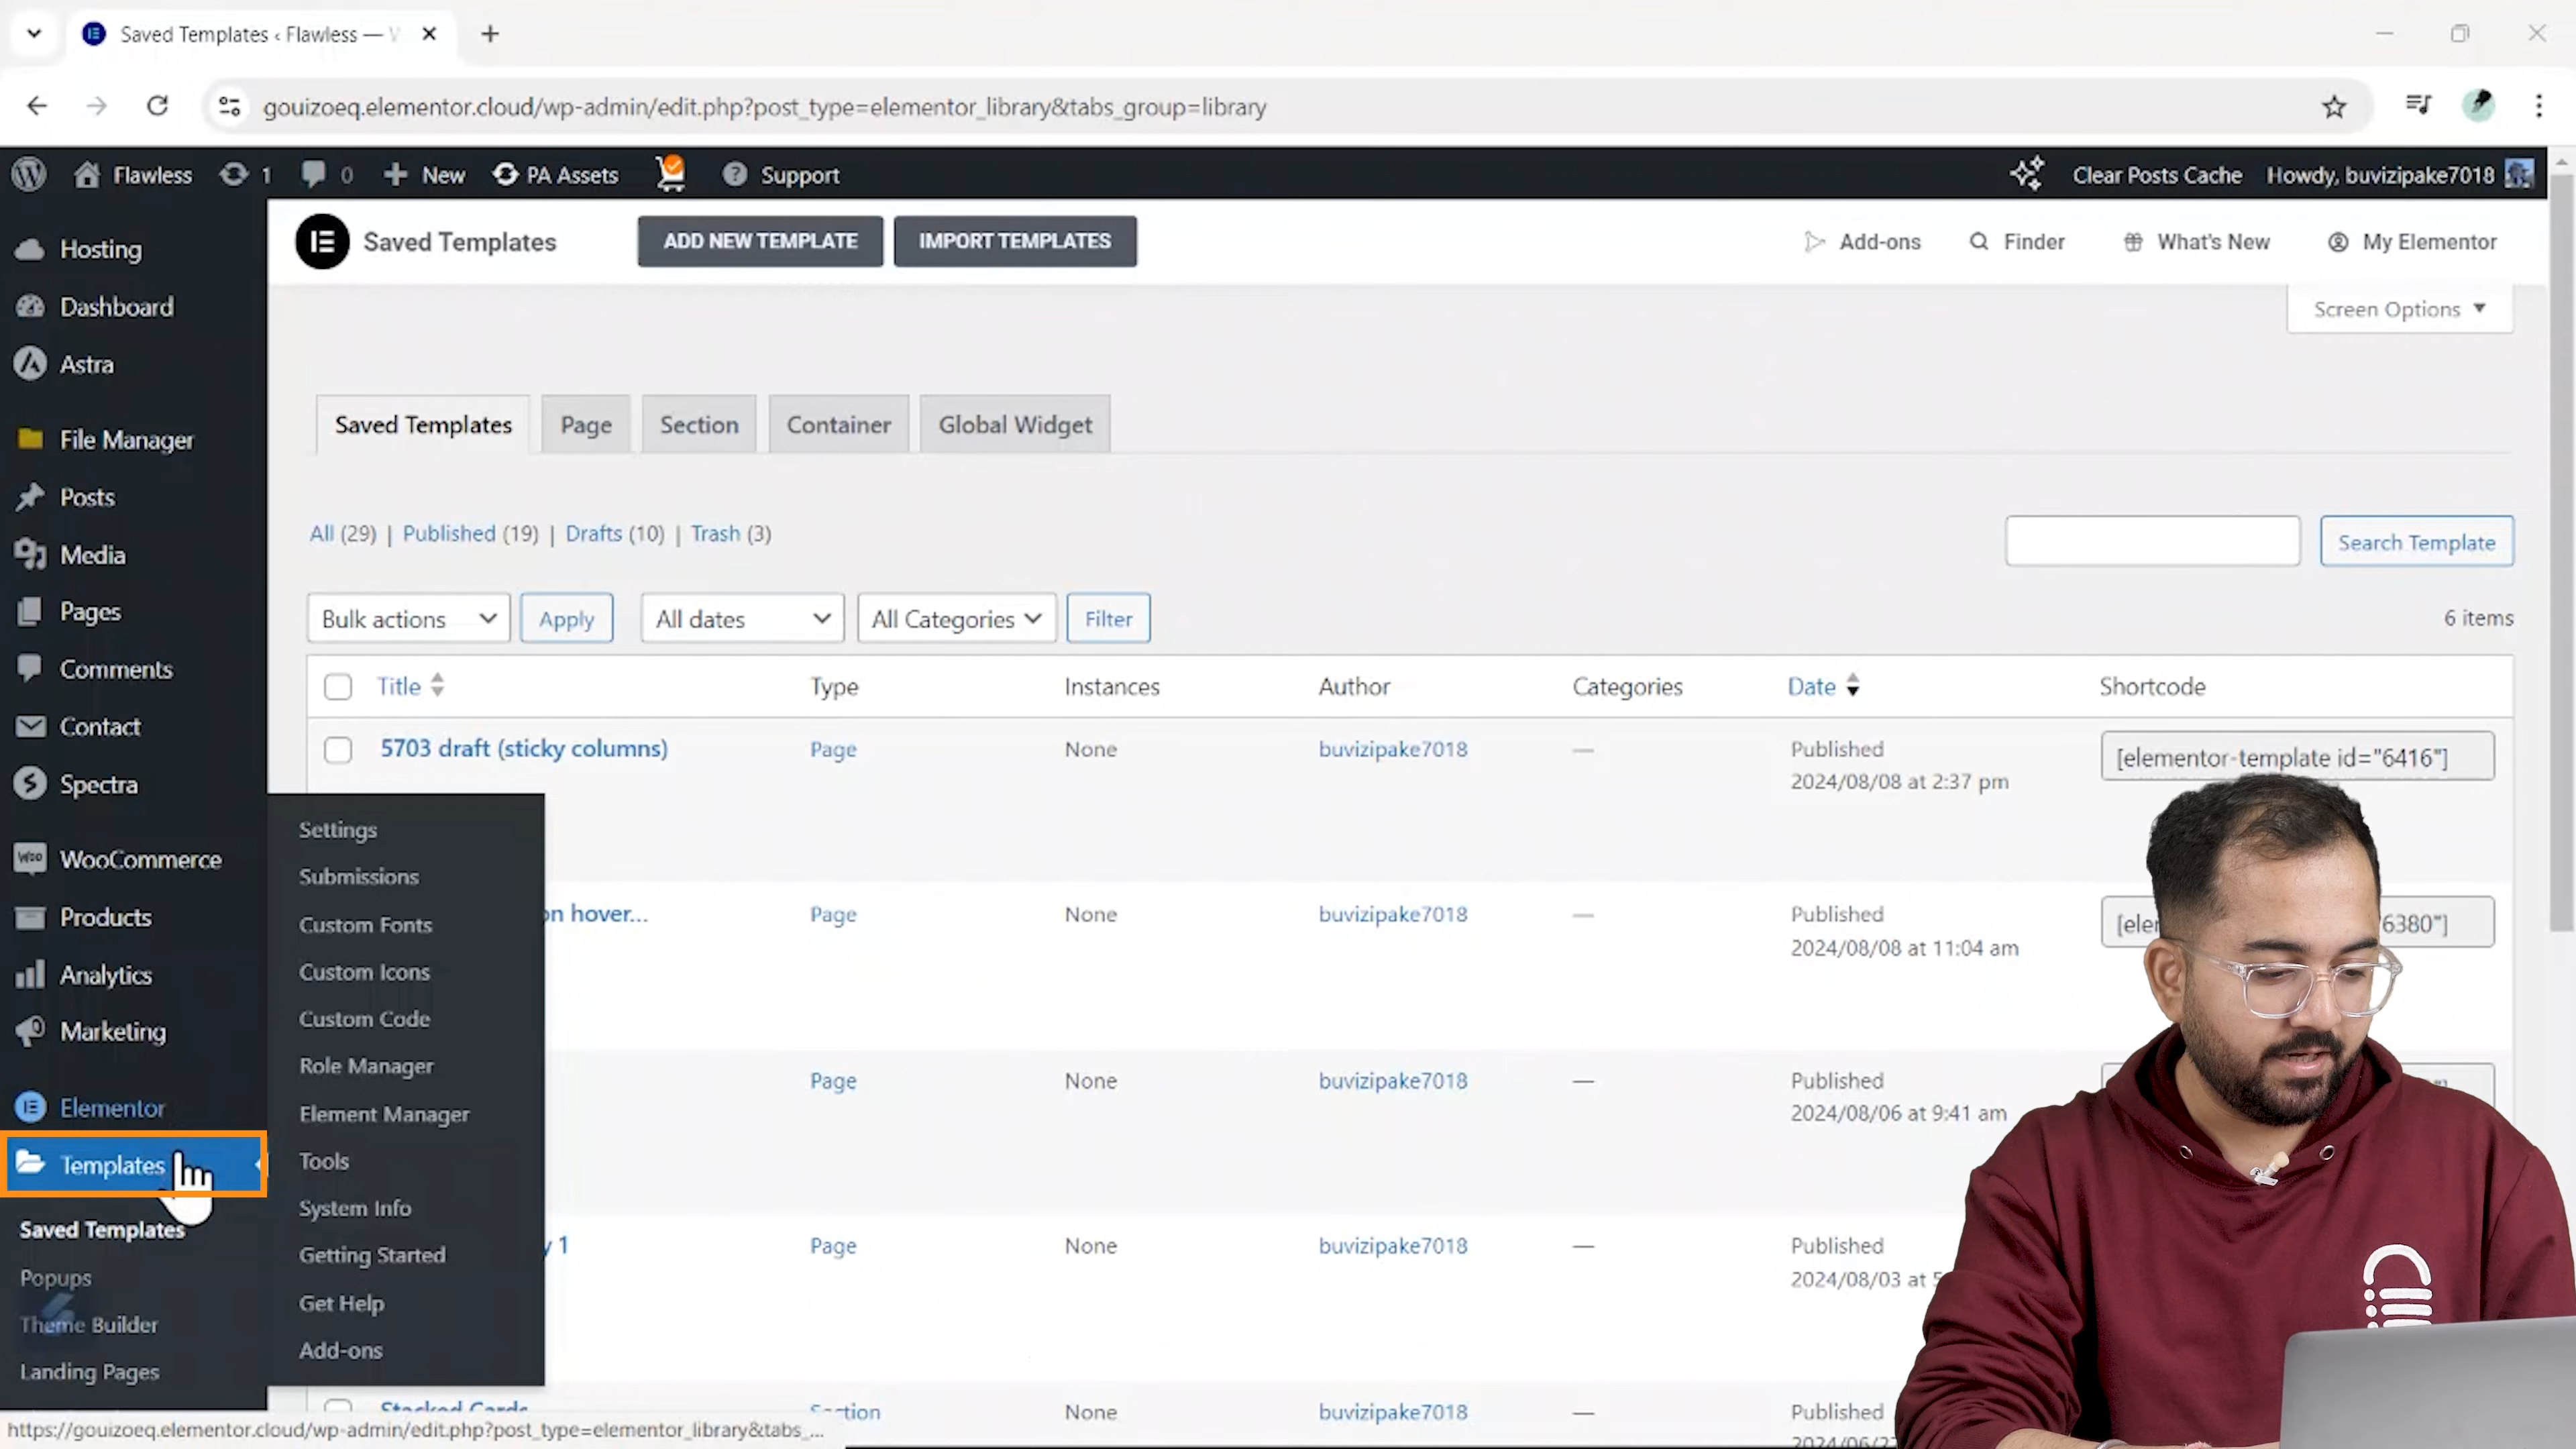 Saved Templates ‹ Flawless —
gouizoeq.elementor.cloud/wp-admin/edit.php?post_type=elementor_library&tabs_group=library
Flawless 1 0 New PA Assets Support Clear Posts Cache Howdy, buvizipake7018
Saved Templates ADD NEW TEMPLATE IMPORT TEMPLATES Add-ons Finder What's New My Elementor
Screen Options
Hosting
Dashboard
Astra
File Manager
Posts
Media
Pages
Comments
Contact
Spectra
Woo WooCommerce
Products
Analytics
Marketing
Elementor
Templates
Saved Templates
Popups
Theme Builder
Landing Pages
Settings
Submissions
Custom Fonts
Custom Icons
Custom Code
Role Manager
Element Manager
Tools
System Info
Getting Started
Get Help
Add-ons
Saved Templates Page Section Container Global Widget
All (29) | Published (19) | Drafts (10) | Trash (3) Search Template
Bulk actions Apply All dates All Categories Filter 6 items
Title Type Instances Author Categories Date Shortcode
5703 draft (sticky columns) Page None buvizipake7018 — Published [elementor-template id="6416"]
2024/08/08 at 2:37 pm
on hover... Page None buvizipake7018 — Published 6380"]
2024/08/08 at 11:04 am
Page None buvizipake7018 — Published
2024/08/06 at 9:41 am
y 1 Page None buvizipake7018 — Published
2024/08/03 at
Stacked Cards Section None buvizipake7018 — Published
https://gouizoeq.elementor.cloud/wp-admin/edit.php?post_type=elementor_library&tabs_...